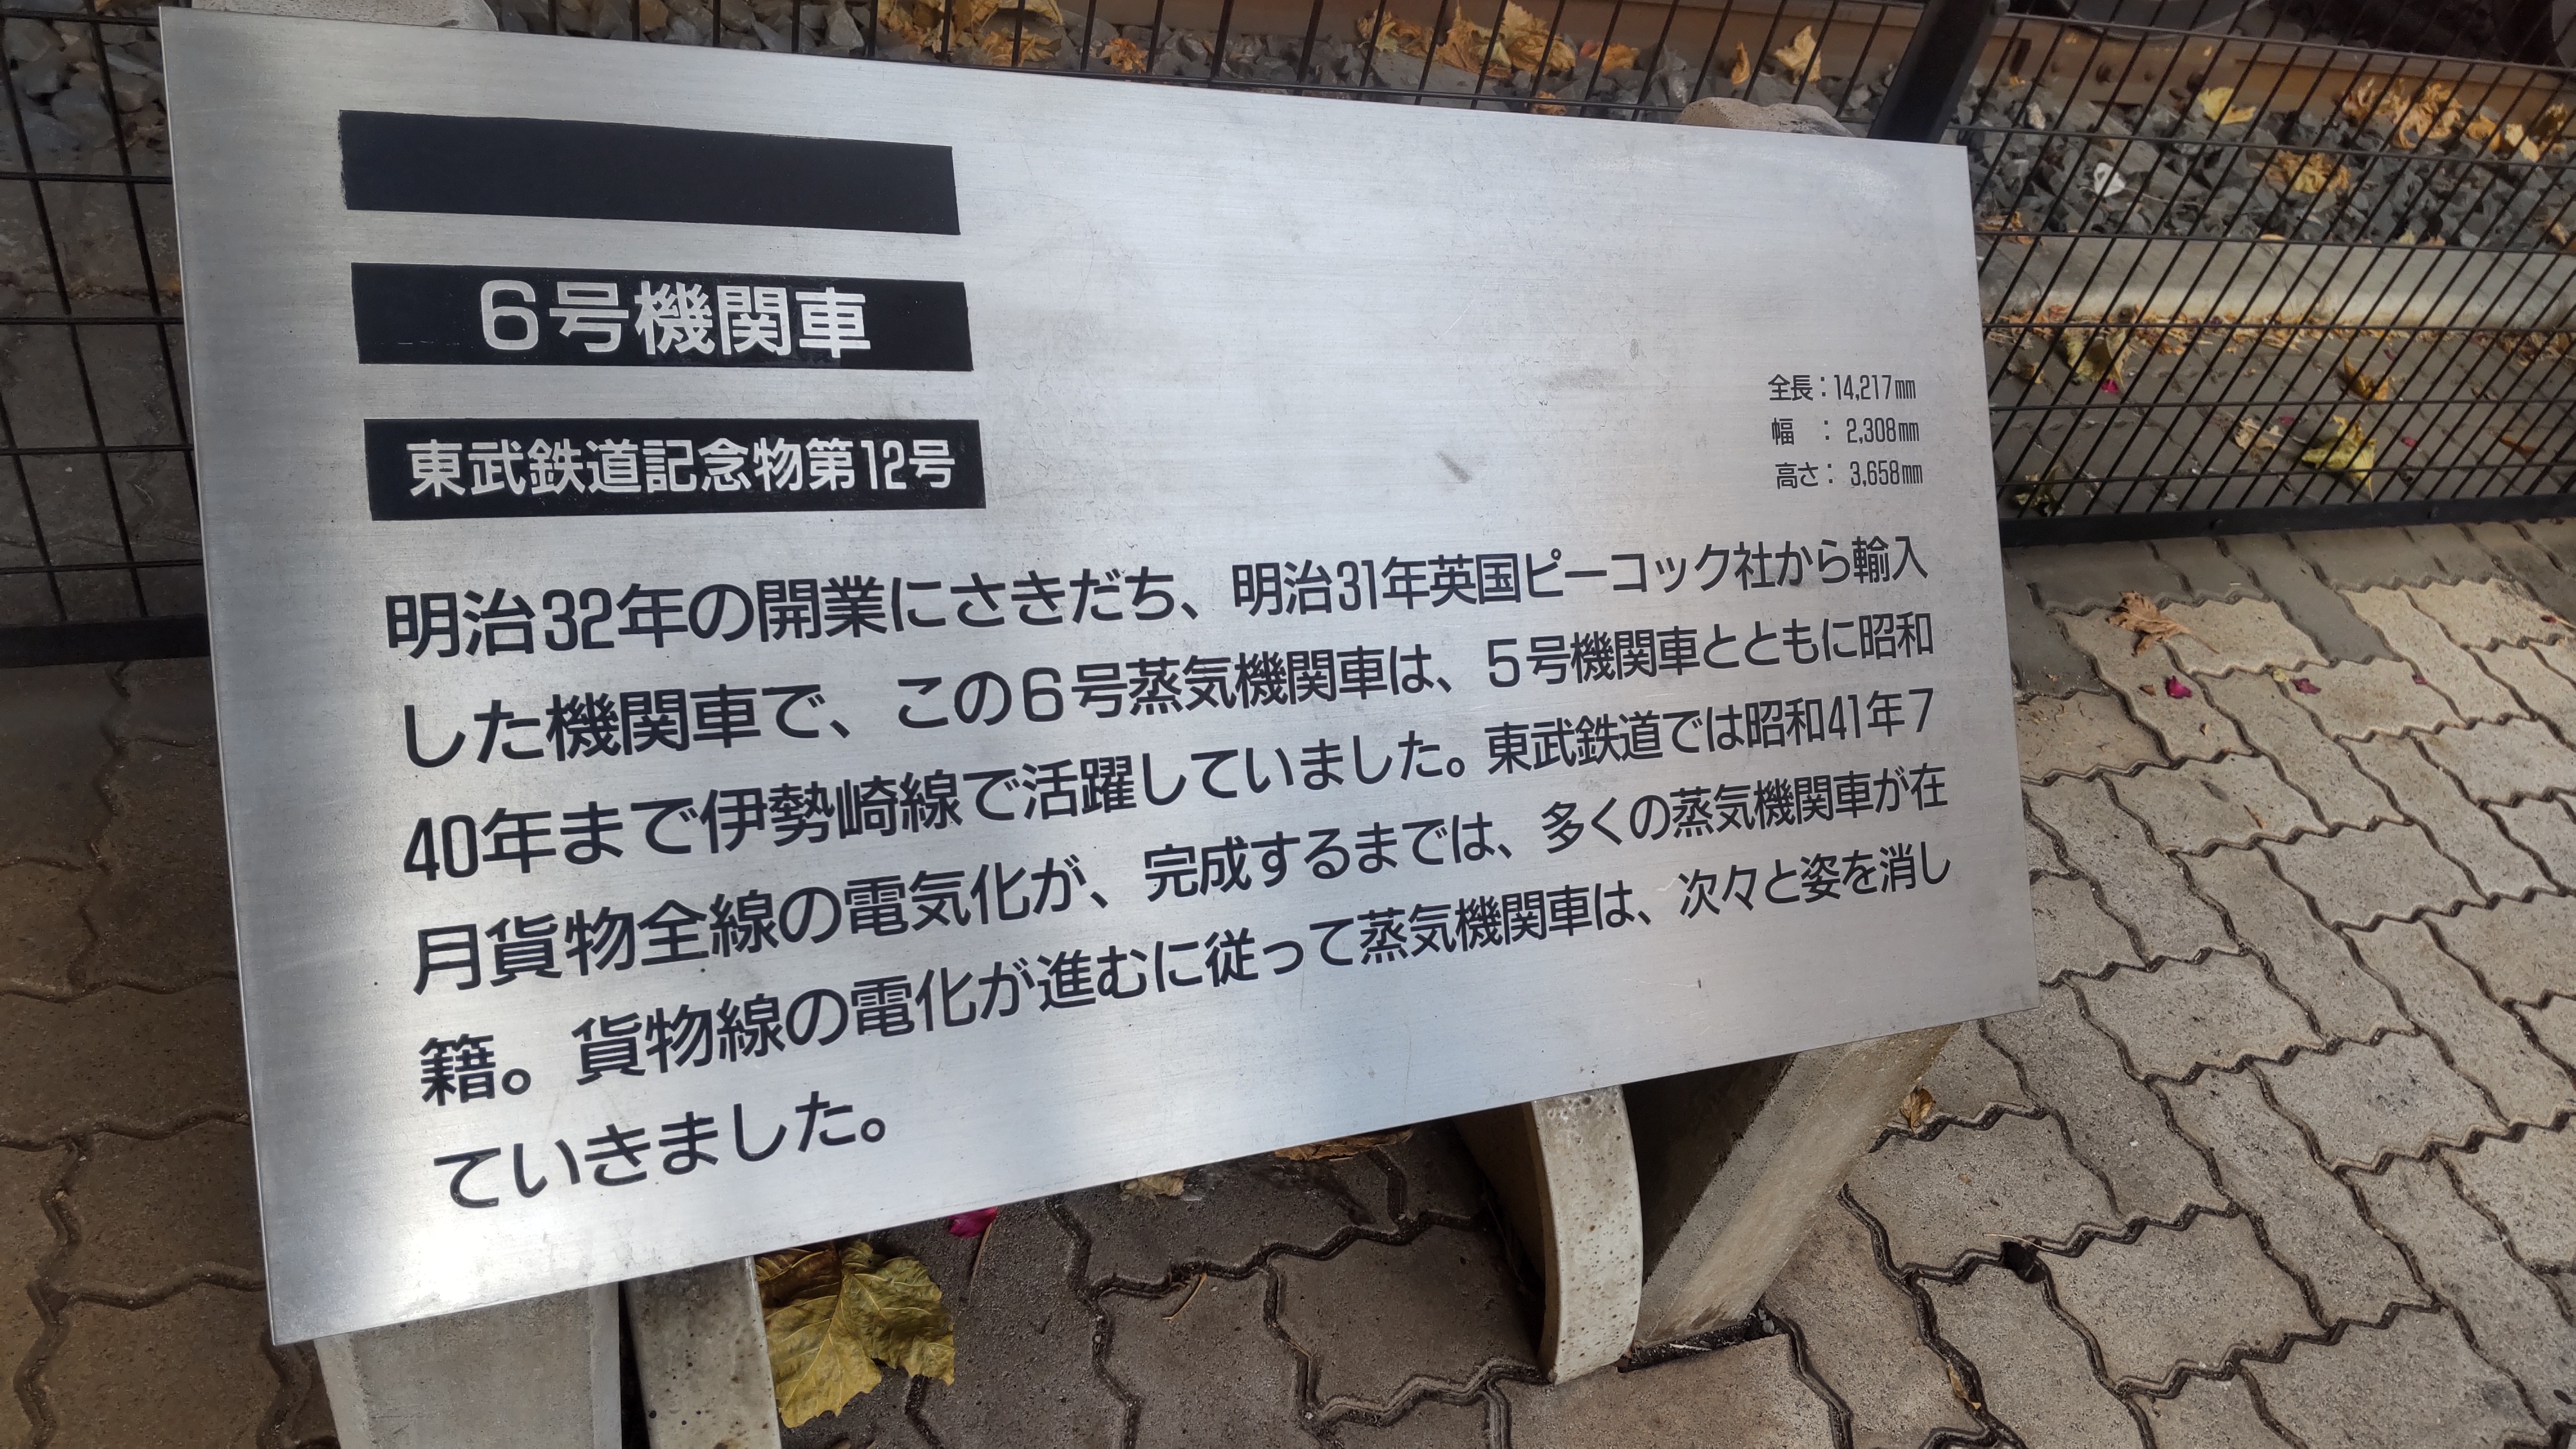 6号機関車
東武鉄道記念物第12号
全長：14,217㎜
幅　： 2,308㎜
高さ： 3,658㎜
明治32年の開業にさきだち、明治31年英国ピーコック社から輸入
した機関車で、この6号蒸気機関車は、5号機関車とともに昭和
40年まで伊勢崎線で活躍していました。東武鉄道では昭和41年7
月貨物全線の電気化が、完成するまでは、多くの蒸気機関車が在
籍。貨物線の電化が進むに従って蒸気機関車は、次々と姿を消し
ていきました。